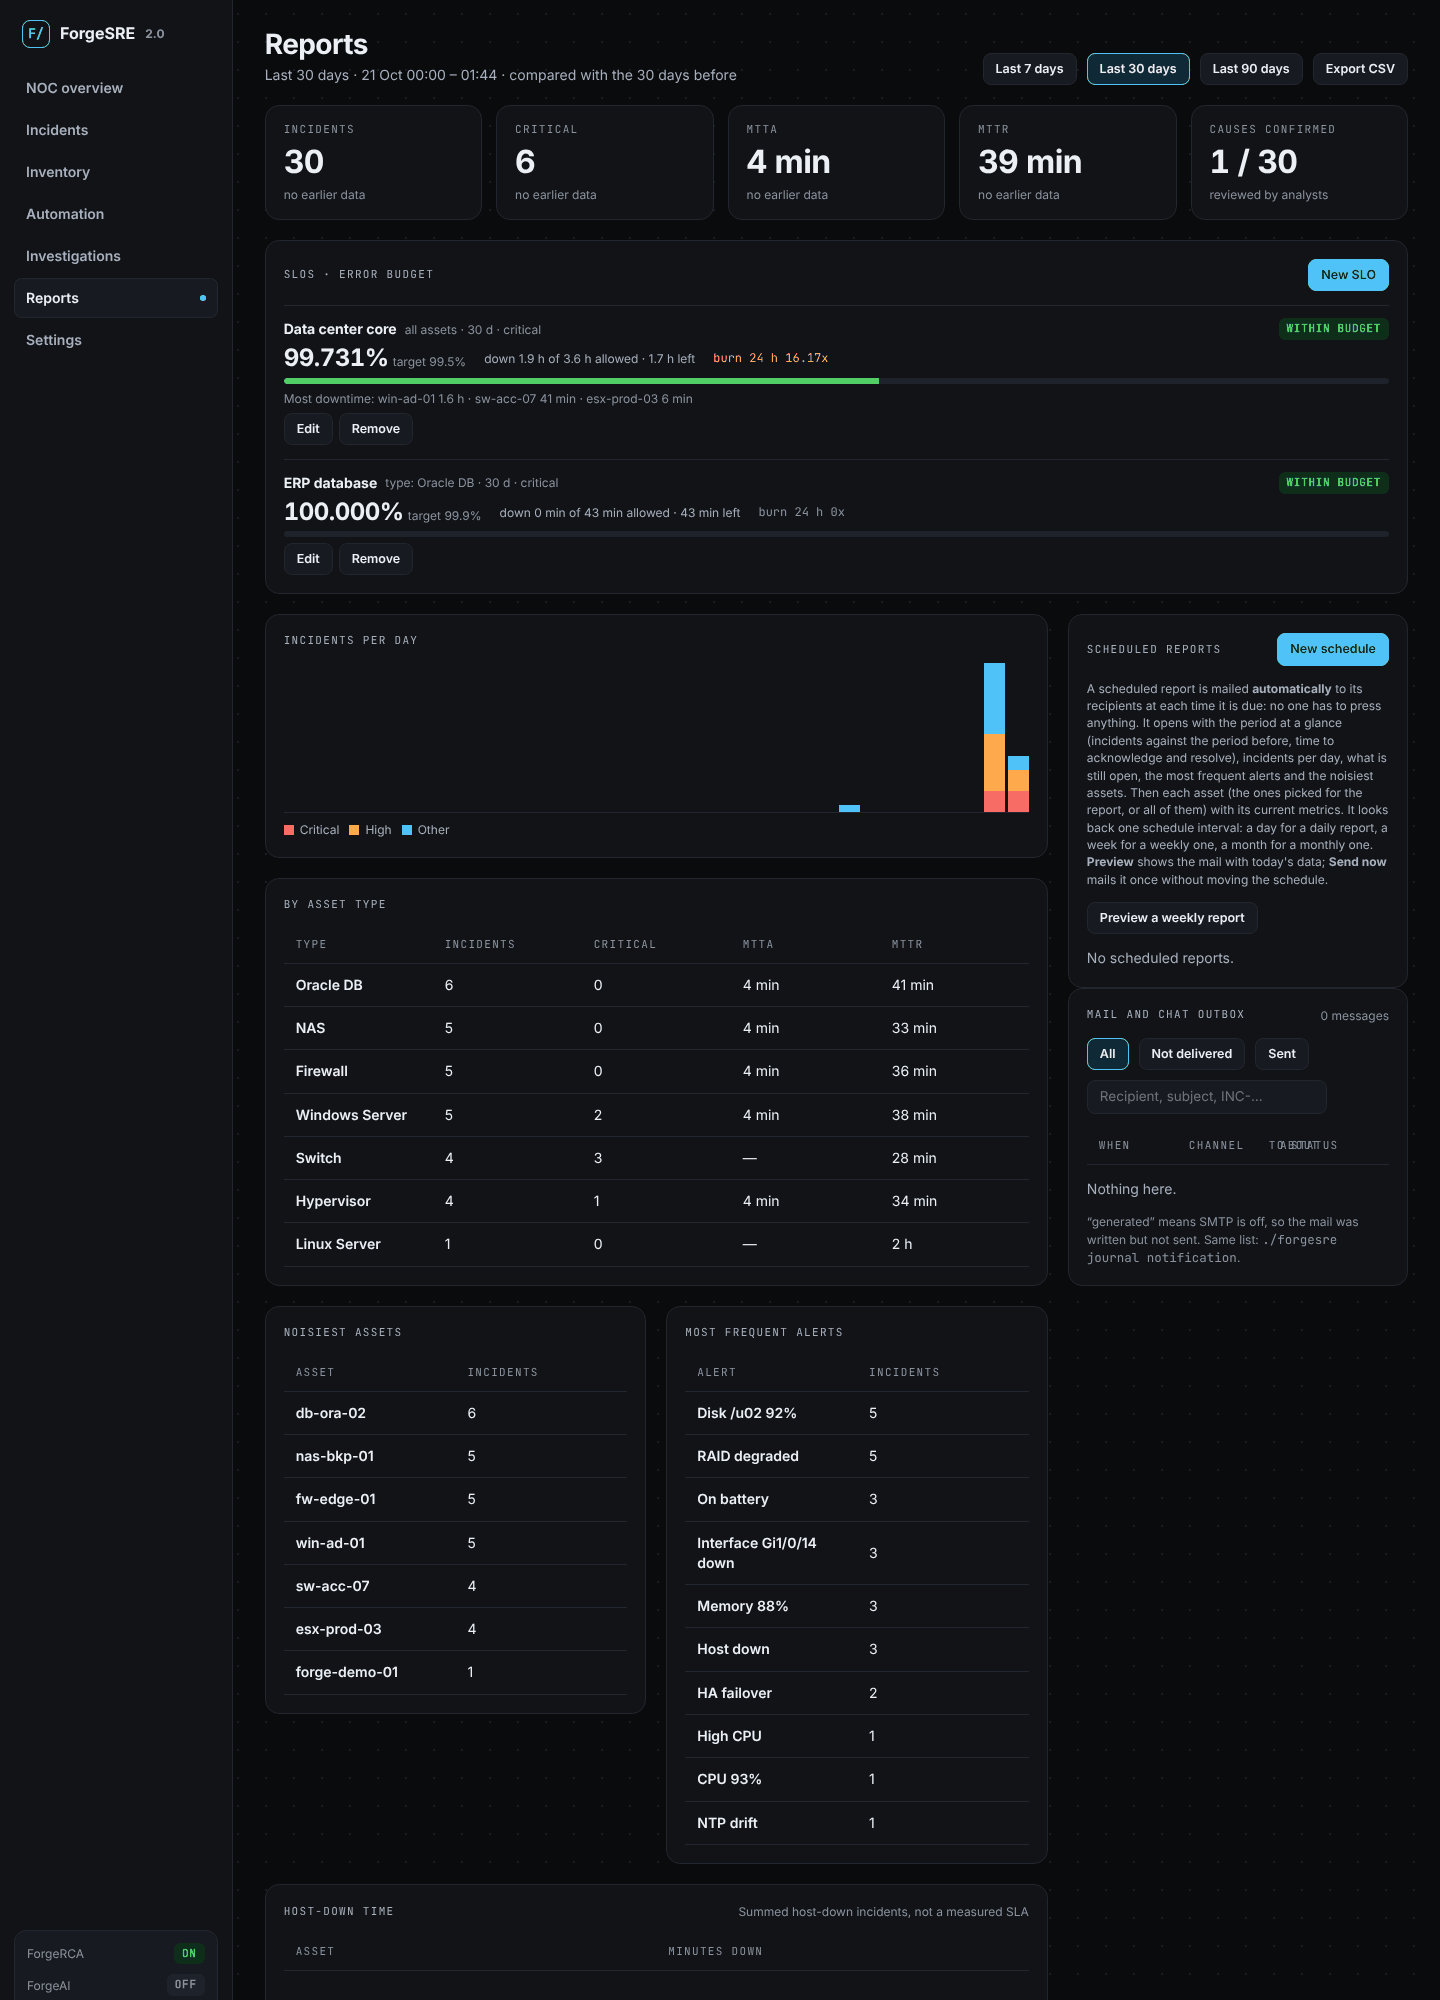 F/ ForgeSRE 2.0
NOC overview
Incidents
Inventory
Automation
Investigations
Reports
Settings
ForgeRCA ON
ForgeAI OFF
Reports
Last 30 days · 21 Oct 00:00 – 01:44 · compared with the 30 days before
Last 7 days Last 30 days Last 90 days Export CSV
INCIDENTS
30
no earlier data
CRITICAL
6
no earlier data
MTTA
4 min
no earlier data
MTTR
39 min
no earlier data
CAUSES CONFIRMED
1 / 30
reviewed by analysts
SLOS · ERROR BUDGET New SLO
Data center core all assets · 30 d · critical WITHIN BUDGET
99.731% target 99.5% down 1.9 h of 3.6 h allowed · 1.7 h left burn 24 h 16.17x
Most downtime: win-ad-01 1.6 h · sw-acc-07 41 min · esx-prod-03 6 min
Edit Remove
ERP database type: Oracle DB · 30 d · critical WITHIN BUDGET
100.000% target 99.9% down 0 min of 43 min allowed · 43 min left burn 24 h 0x
Edit Remove
INCIDENTS PER DAY
Critical High Other
BY ASSET TYPE
TYPE INCIDENTS CRITICAL MTTA MTTR
Oracle DB 6 0 4 min 41 min
NAS 5 0 4 min 33 min
Firewall 5 0 4 min 36 min
Windows Server 5 2 4 min 38 min
Switch 4 3 — 28 min
Hypervisor 4 1 4 min 34 min
Linux Server 1 0 — 2 h
SCHEDULED REPORTS New schedule
A scheduled report is mailed automatically to its
recipients at each time it is due: no one has to press
anything. It opens with the period at a glance
(incidents against the period before, time to
acknowledge and resolve), incidents per day, what is
still open, the most frequent alerts and the noisiest
assets. Then each asset (the ones picked for the
report, or all of them) with its current metrics. It looks
back one schedule interval: a day for a daily report, a
week for a weekly one, a month for a monthly one.
Preview shows the mail with today's data; Send now
mails it once without moving the schedule.
Preview a weekly report
No scheduled reports.
MAIL AND CHAT OUTBOX 0 messages
All Not delivered Sent
Recipient, subject, INC-...
WHEN CHANNEL TO ABOUT STATUS
Nothing here.
“generated” means SMTP is off, so the mail was
written but not sent. Same list: ./forgesre
journal notification.
NOISIEST ASSETS
ASSET INCIDENTS
db-ora-02 6
nas-bkp-01 5
fw-edge-01 5
win-ad-01 5
sw-acc-07 4
esx-prod-03 4
forge-demo-01 1
MOST FREQUENT ALERTS
ALERT INCIDENTS
Disk /u02 92% 5
RAID degraded 5
On battery 3
Interface Gi1/0/14
down 3
Memory 88% 3
Host down 3
HA failover 2
High CPU 1
CPU 93% 1
NTP drift 1
HOST-DOWN TIME Summed host-down incidents, not a measured SLA
ASSET MINUTES DOWN